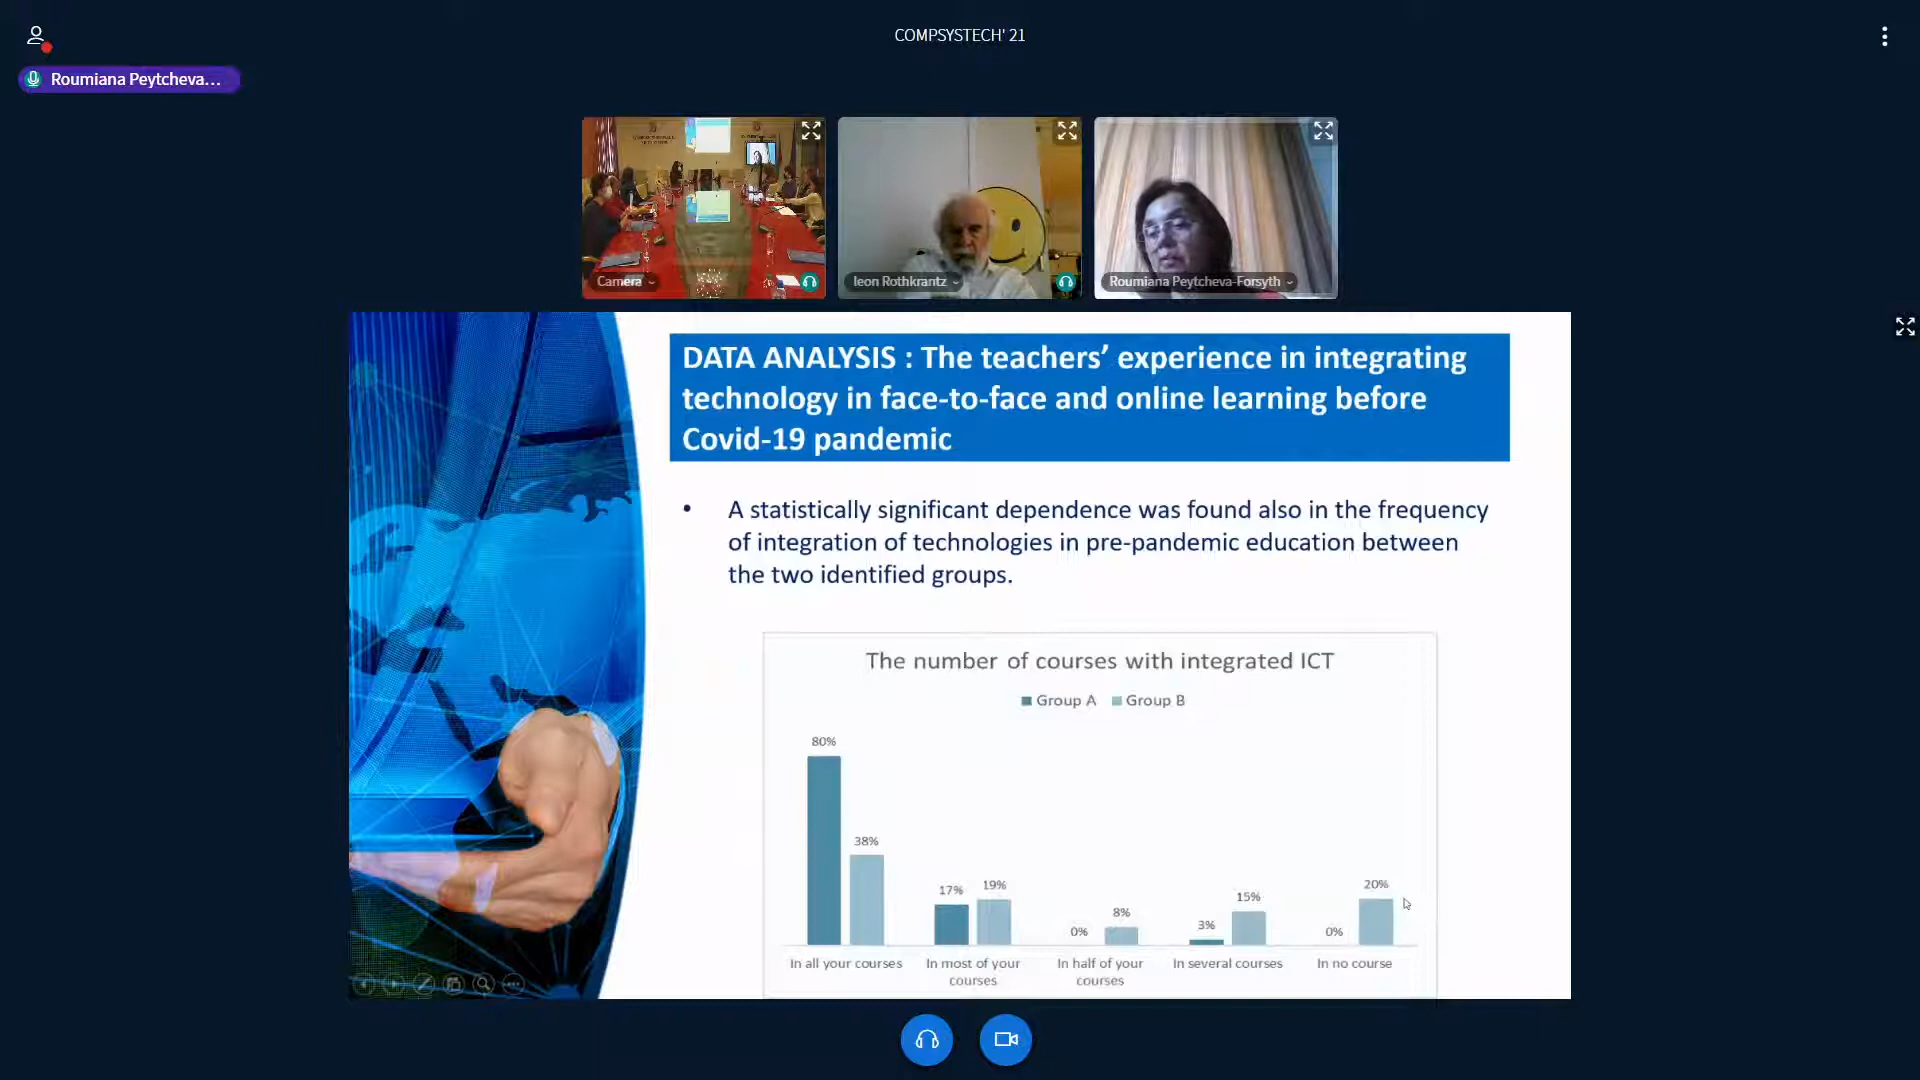 COMPSYSTECH' 21
Roumiana Peytcheva...
Camera
leon Rothkrantz
Roumiana Peytcheva-Forsyth
DATA ANALYSIS : The teachers' experience in integrating
technology in face-to-face and online learning before
Covid-19 pandemic
• A statistically significant dependence was found also in the frequency
of integration of technologies in pre-pandemic education between
the two identified groups.
The number of courses with integrated ICT
Group A Group B
80%
38%
17% 19%
0% 8%
3% 15%
0% 20%
In all your courses
In most of your
courses
In half of your
courses
In several courses
In no course